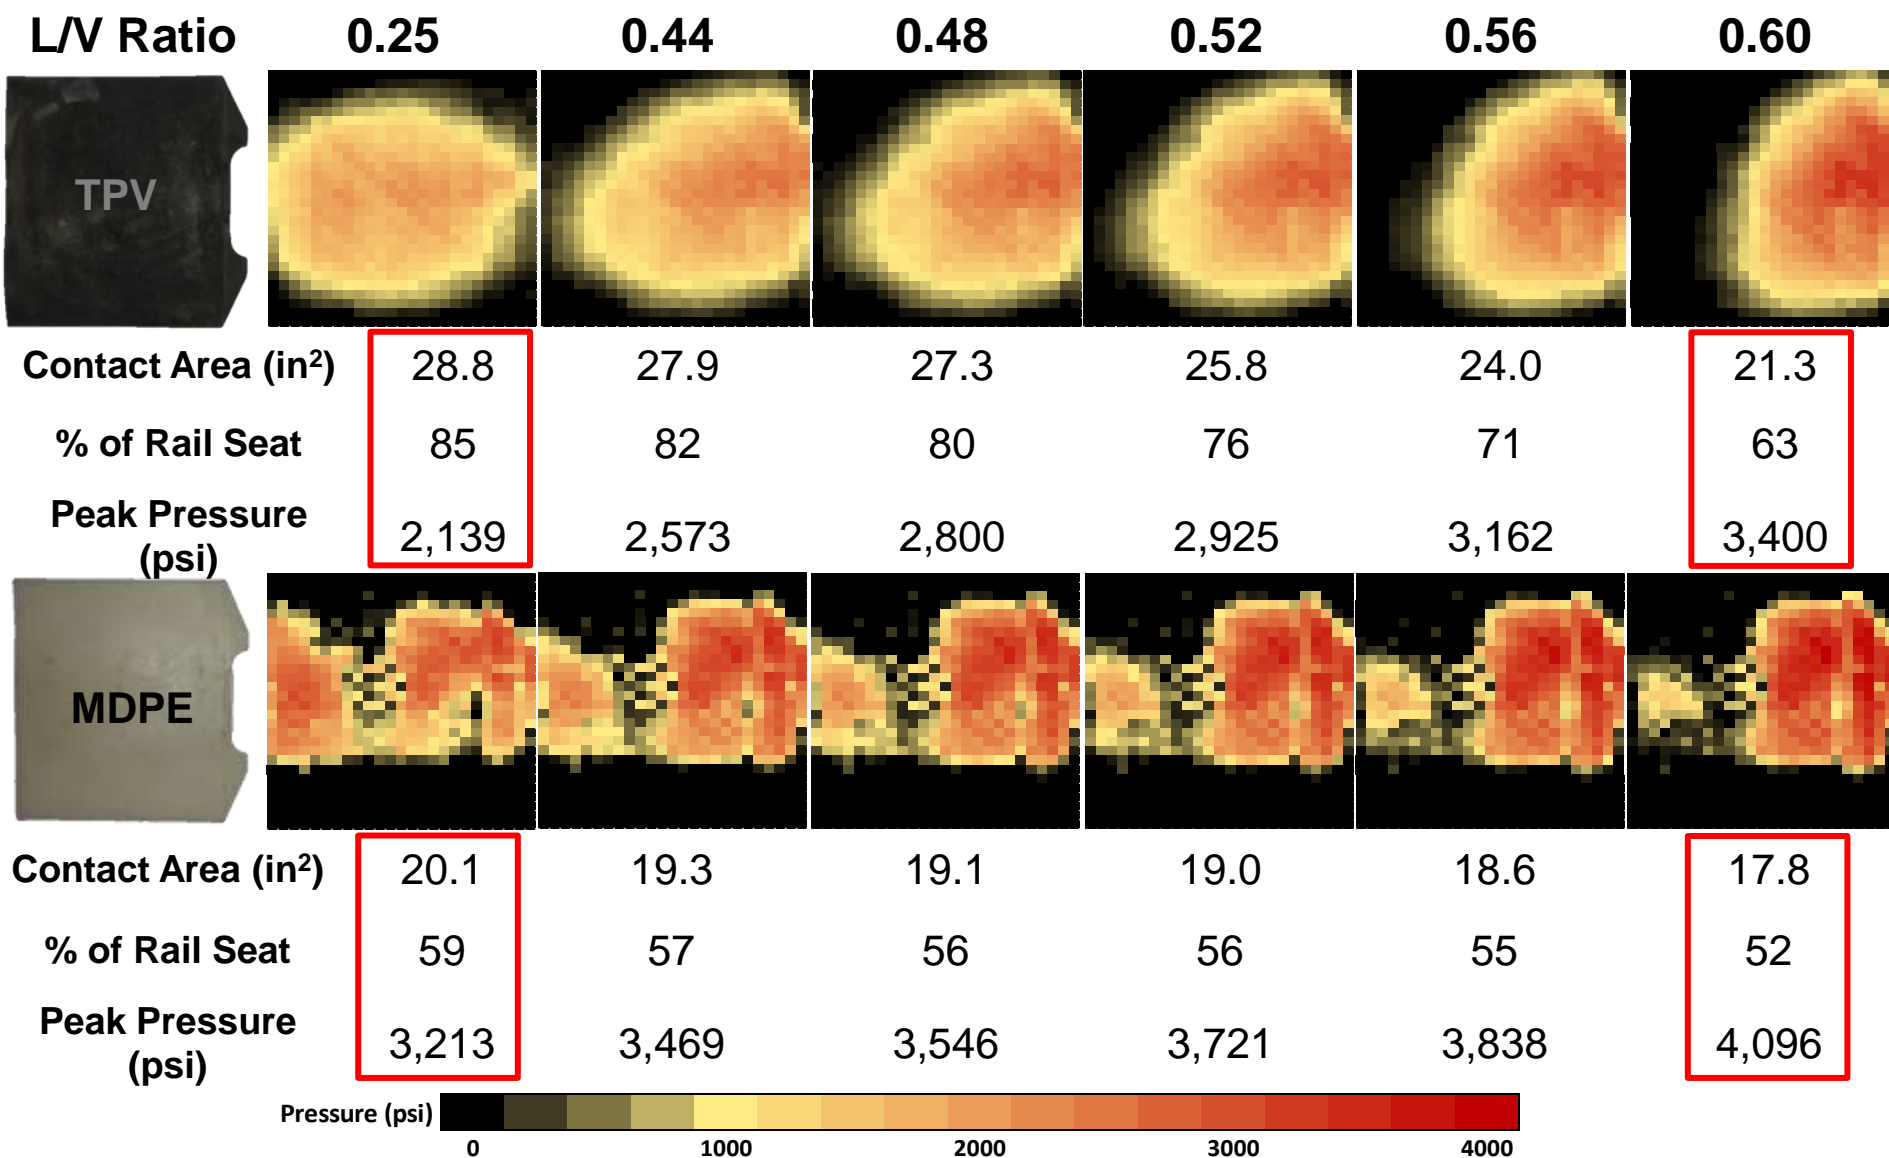 L/V Ratio 0.25 0.44 0.48 0.52 0.56 0.60
TPV
Contact Area (in²) 28.8 27.9 27.3 25.8 24.0 21.3
% of Rail Seat 85 82 80 76 71 63
Peak Pressure
(psi) 2,139 2,573 2,800 2,925 3,162 3,400
MDPE
Contact Area (in²) 20.1 19.3 19.1 19.0 18.6 17.8
% of Rail Seat 59 57 56 56 55 52
Peak Pressure
(psi) 3,213 3,469 3,546 3,721 3,838 4,096
Pressure (psi)
0 1000 2000 3000 4000